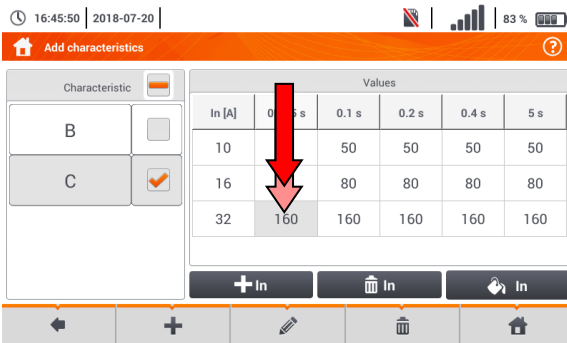 16:45:50 2018-07-20 83 %
Add characteristics ?
Characteristic Values
In [A] 0.1 s 0.2 s 0.4 s 5 s
B
10 50 50 50 50
C
16 80 80 80 80
32 160 160 160 160 160
In In In